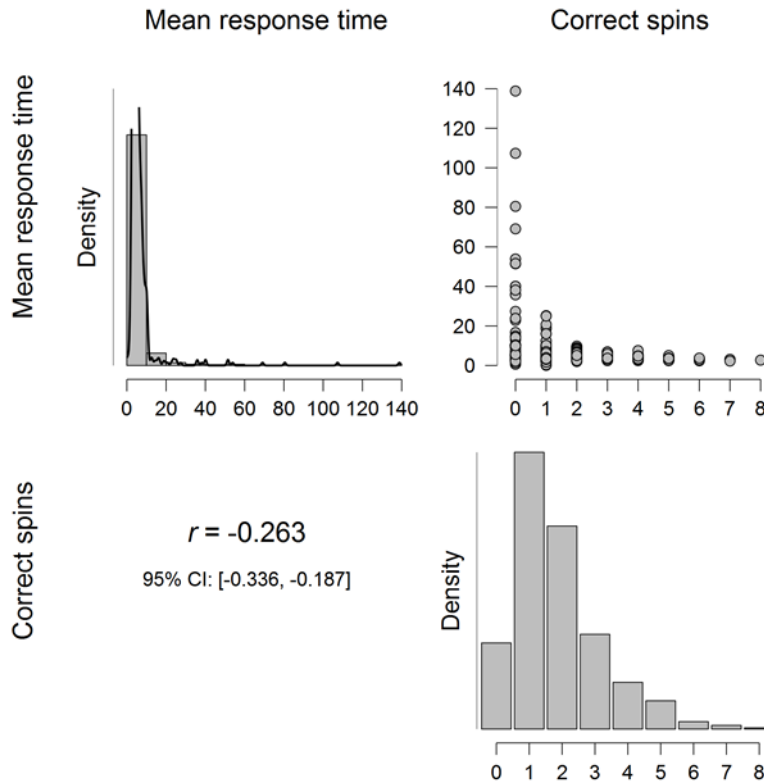 Mean response time Correct spins
Mean response time
Density
0 20 40 60 80 100 120 140
140
120
100
80
60
40
20
0
0 1 2 3 4 5 6 7 8
Correct spins
r = -0.263
95% CI: [-0.336, -0.187]
Density
0 1 2 3 4 5 6 7 8